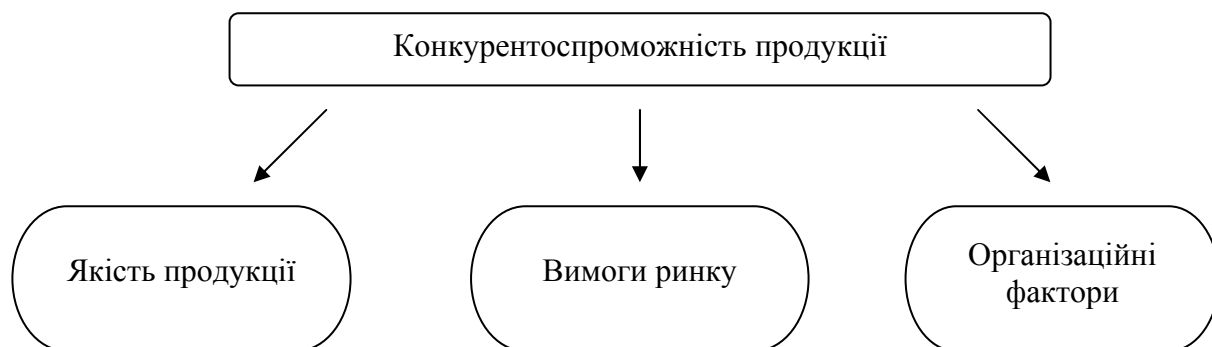 Конкурентоспроможність продукції
Якість продукції
Вимоги ринку
Організаційні
фактори